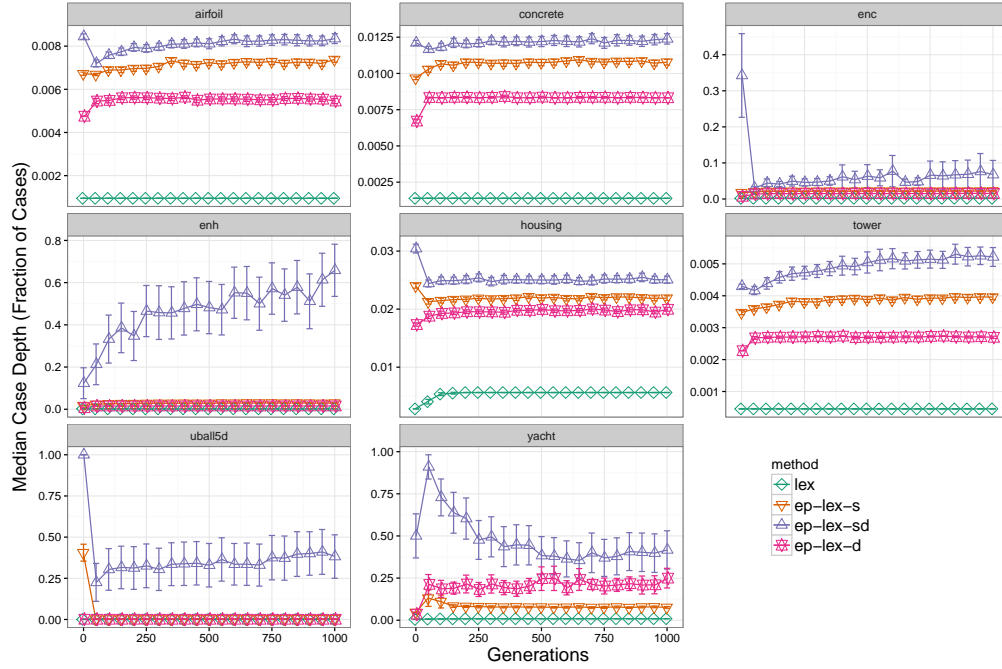 airfoil
concrete
enc
0.008
0.006
0.004
0.002
0.0125
0.0100
0.0075
0.0050
0.0025
0.4
0.3
0.2
0.1
0.0
enh
housing
tower
0.8
0.6
0.4
0.2
0.0
0.03
0.02
0.01
0.005
0.004
0.003
0.002
0.001
uball5d
yacht
1.00
0.75
0.50
0.25
0.00
1.00
0.75
0.50
0.25
0.00
0 250 500 750 1000
0 250 500 750 1000
Generations
Median Case Depth (Fraction of Cases)
method
lex
ep−lex−s
ep−lex−sd
ep−lex−d